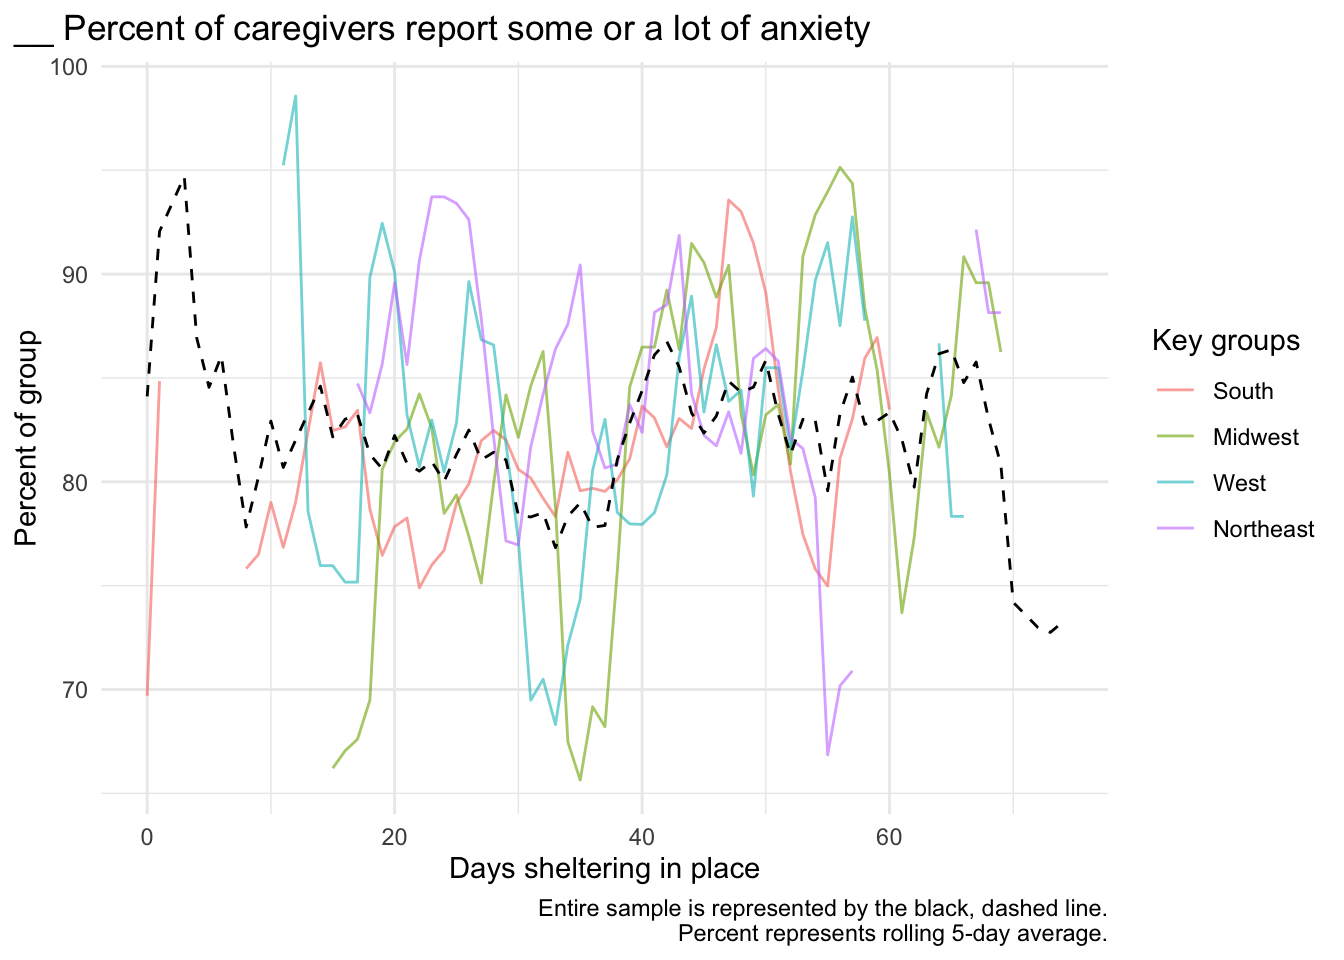 __ Percent of caregivers report some or a lot of anxiety
100
90
80
70
Percent of group
0 20 40 60
Days sheltering in place
Key groups
South
Midwest
West
Northeast
Entire sample is represented by the black, dashed line.
Percent represents rolling 5-day average.